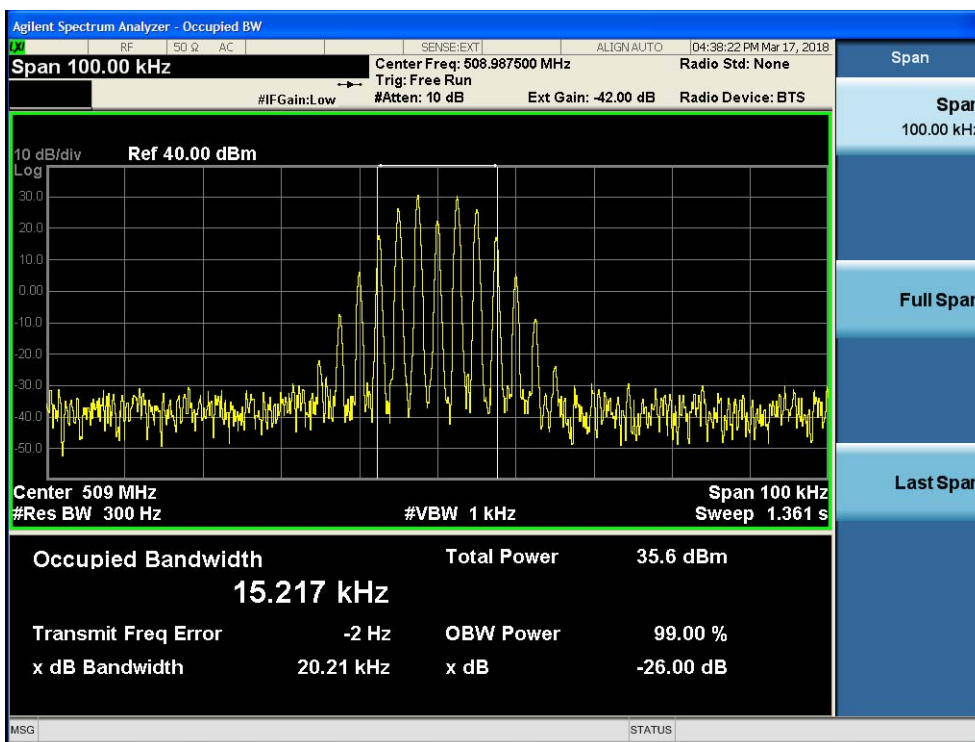 Agilent Spectrum Analyzer - Occupied BW
LXI RF 50 Ω AC SENSE:EXT ALIGN AUTO 04:38:22 PM Mar 17, 2018
Span 100.00 kHz
Center Freq: 508.987500 MHz
Radio Std: None
Trig: Free Run
#IFGain:Low
#Atten: 10 dB
Ext Gain: -42.00 dB
Radio Device: BTS
10 dB/div
Ref 40.00 dBm
Log
30.0
20.0
10.0
0.00
-10.0
-20.0
-30.0
-40.0
-50.0
Center 509 MHz
Span 100 kHz
#Res BW 300 Hz
#VBW 1 kHz
Sweep 1.361 s
Occupied Bandwidth
15.217 kHz
Total Power 35.6 dBm
Transmit Freq Error -2 Hz
OBW Power 99.00 %
x dB Bandwidth 20.21 kHz
x dB -26.00 dB
MSG
STATUS
Span
Span
100.00 kHz
Full Span
Last Span